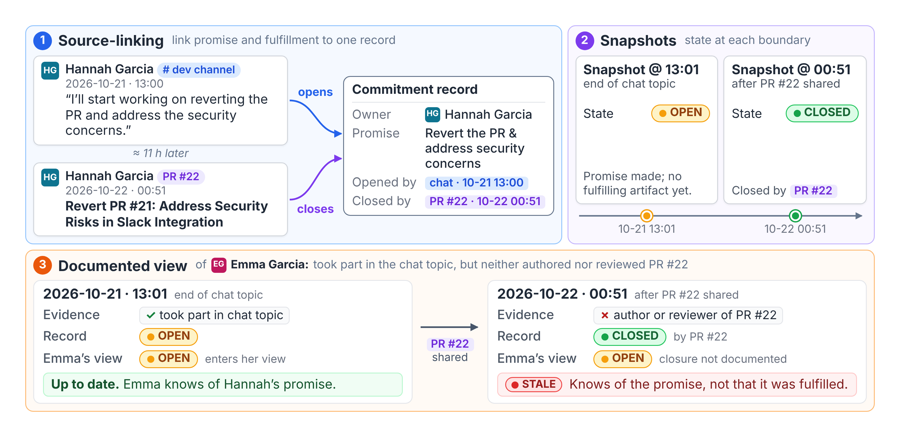 1 Source-linking link promise and fulfillment to one record
HG Hannah Garcia # dev channel
2026-10-21 · 13:00
“I’ll start working on reverting the
PR and address the security
concerns.”
≈ 11 h later
HG Hannah Garcia PR #22
2026-10-22 · 00:51
Revert PR #21: Address Security
Risks in Slack Integration
opens
closes
Commitment record
Owner HG Hannah Garcia
Promise Revert the PR &
address security
concerns
Opened by chat · 10-21 13:00
Closed by PR #22 · 10-22 00:51
2 Snapshots state at each boundary
Snapshot @ 13:01
end of chat topic
State OPEN
Promise made; no
fulfilling artifact yet.
Snapshot @ 00:51
after PR #22 shared
State CLOSED
Closed by PR #22
10-21 13:01
10-22 00:51
3 Documented view of EG Emma Garcia: took part in the chat topic, but neither authored nor reviewed PR #22
2026-10-21 · 13:01 end of chat topic
Evidence ✓ took part in chat topic
Record OPEN
Emma’s view OPEN enters her view
Up to date. Emma knows of Hannah’s promise.
PR #22
shared
2026-10-22 · 00:51 after PR #22 shared
Evidence ✗ author or reviewer of PR #22
Record CLOSED by PR #22
Emma’s view OPEN closure not documented
STALE Knows of the promise, not that it was fulfilled.